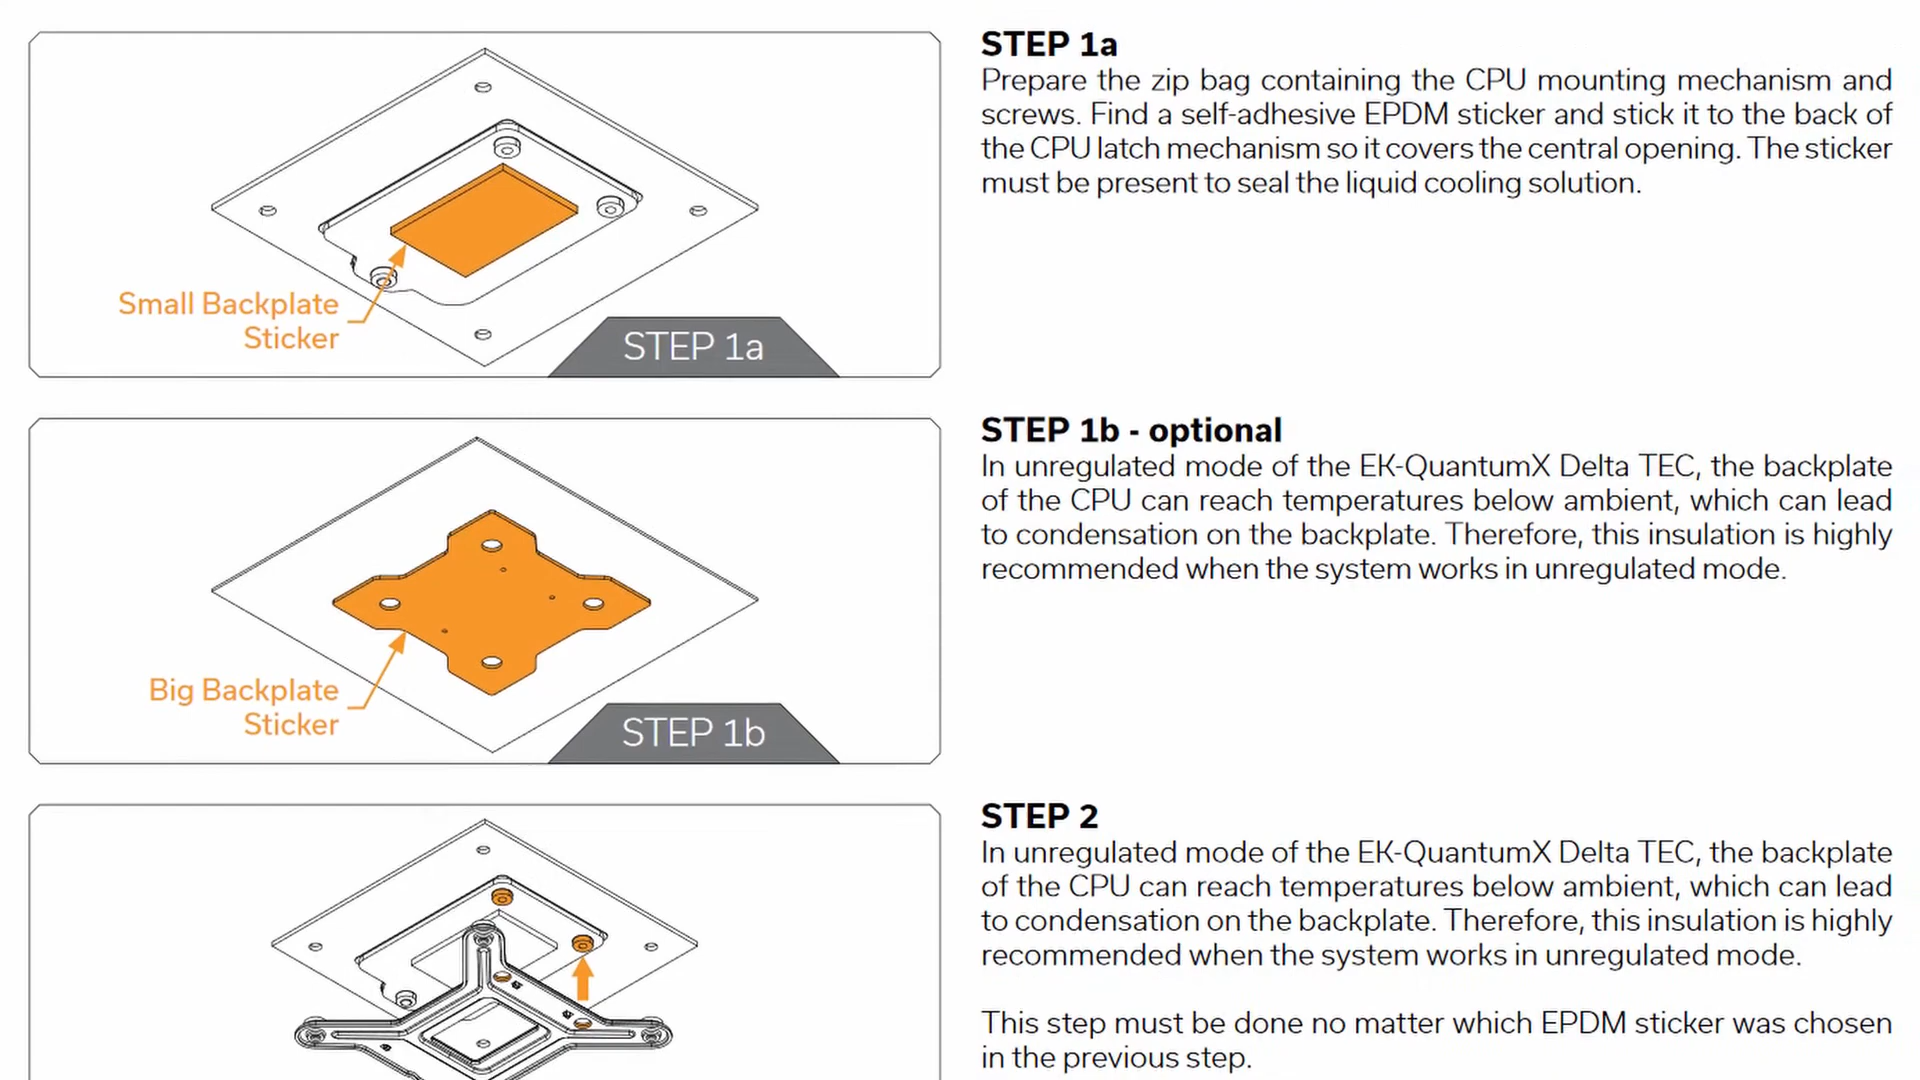 STEP 1a
Prepare the zip bag containing the CPU mounting mechanism and
screws. Find a self-adhesive EPDM sticker and stick it to the back of
the CPU latch mechanism so it covers the central opening. The sticker
must be present to seal the liquid cooling solution.
Small Backplate
Sticker
STEP 1a
STEP 1b - optional
In unregulated mode of the EK-QuantumX Delta TEC, the backplate
of the CPU can reach temperatures below ambient, which can lead
to condensation on the backplate. Therefore, this insulation is highly
recommended when the system works in unregulated mode.
Big Backplate
Sticker
STEP 1b
STEP 2
In unregulated mode of the EK-QuantumX Delta TEC, the backplate
of the CPU can reach temperatures below ambient, which can lead
to condensation on the backplate. Therefore, this insulation is highly
recommended when the system works in unregulated mode.
This step must be done no matter which EPDM sticker was chosen
in the previous step.